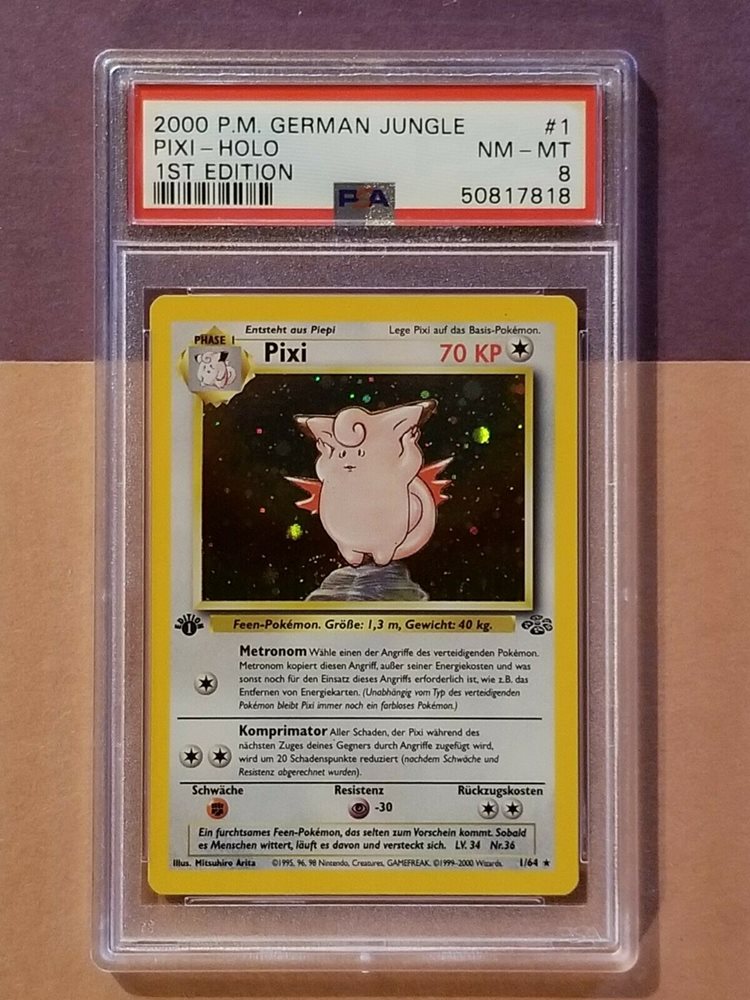 2000 P.M. GERMAN JUNGLE #1
PIXI - HOLO NM - MT
1ST EDITION 8
PSA 50817818
Entsteht aus Piepi Lege Pixi auf das Basis-Pokémon.
PHASE 1
Pixi 70 KP
EDITION 1
Feen-Pokémon. Größe: 1,3 m, Gewicht: 40 kg.
Metronom Wähle einen der Angriffe des verteidigenden Pokémon.
Metronom kopiert diesen Angriff, außer seiner Energiekosten und was
sonst noch für den Einsatz dieses Angriffs erforderlich ist, wie z.B. das
Entfernen von Energiekarten. (Unabhängig vom Typ des verteidigenden
Pokémon bleibt Pixi immer noch ein farbloses Pokémon.)
Komprimator Aller Schaden, der Pixi während des
nächsten Zuges deines Gegners durch Angriffe zugefügt wird,
wird um 20 Schadenspunkte reduziert (nachdem Schwäche und
Resistenz abgerechnet wurden).
Schwäche Resistenz Rückzugskosten
-30
Ein furchtsames Feen-Pokémon, das selten zum Vorschein kommt. Sobald
es Menschen wittert, läuft es davon und versteckt sich. LV. 34 Nr.36
Illus. Mitsuhiro Arita ©1995, 96, 98 Nintendo, Creatures, GAMEFREAK. ©1999-2000 Wizards. 1/64 ★